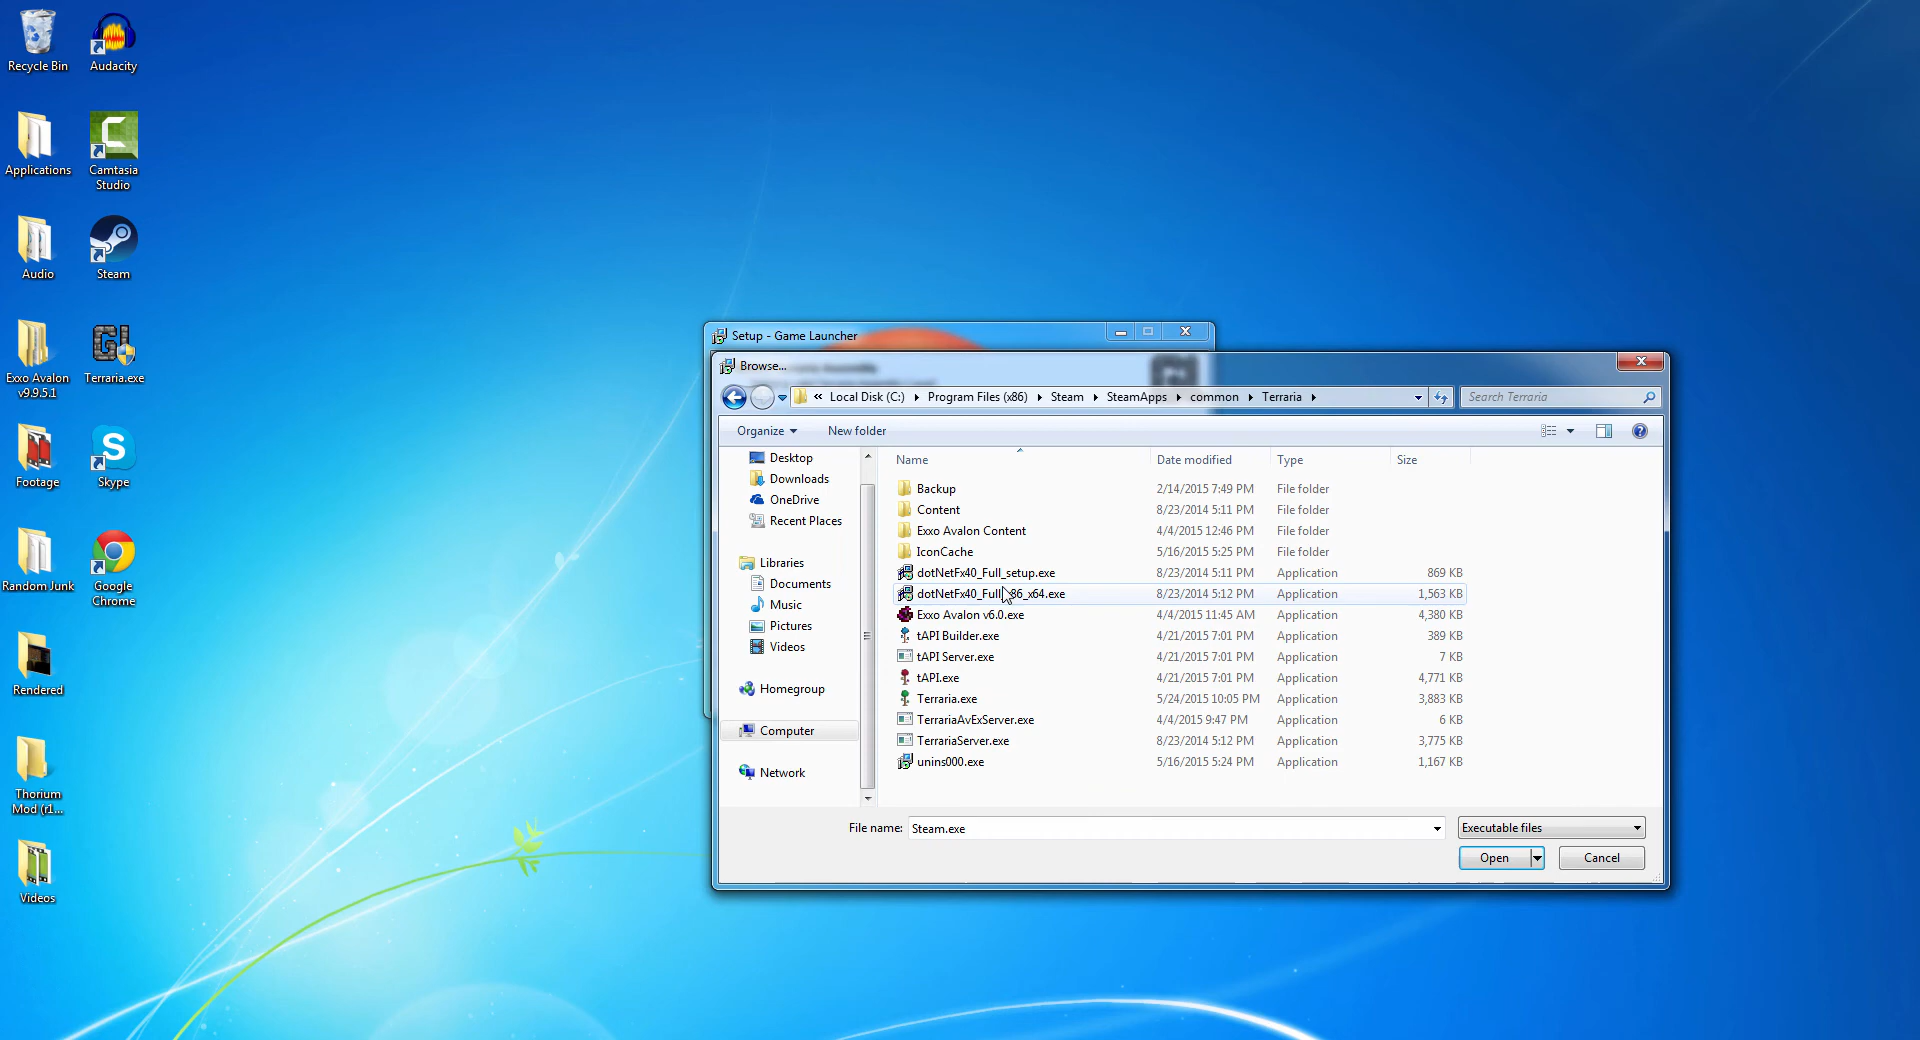 Recycle Bin
Audacity
Applications
Camtasia
Studio
Audio
Steam
Exxo Avalon
v9.9.5.1
Terraria.exe
Footage
Skype
Random Junk
Google
Chrome
Rendered
Thorium
Mod (r1...
Videos
Setup - Game Launcher
Browse...
« Local Disk (C:) Program Files (x86) Steam SteamApps common Terraria
Search Terraria
Organize
New folder
Desktop
Downloads
OneDrive
Recent Places
Libraries
Documents
Music
Pictures
Videos
Homegroup
Computer
Network
Name Date modified Type Size
Backup 2/14/2015 7:49 PM File folder
Content 8/23/2014 5:11 PM File folder
Exxo Avalon Content 4/4/2015 12:46 PM File folder
IconCache 5/16/2015 5:25 PM File folder
dotNetFx40_Full_setup.exe 8/23/2014 5:11 PM Application 869 KB
dotNetFx40_Full_86_x64.exe 8/23/2014 5:12 PM Application 1,563 KB
Exxo Avalon v6.0.exe 4/4/2015 11:45 AM Application 4,380 KB
tAPI Builder.exe 4/21/2015 7:01 PM Application 389 KB
tAPI Server.exe 4/21/2015 7:01 PM Application 7 KB
tAPI.exe 4/21/2015 7:01 PM Application 4,771 KB
Terraria.exe 5/24/2015 10:05 PM Application 3,883 KB
TerrariaAvExServer.exe 4/4/2015 9:47 PM Application 6 KB
TerrariaServer.exe 8/23/2014 5:12 PM Application 3,775 KB
unins000.exe 5/16/2015 5:24 PM Application 1,167 KB
File name: Steam.exe
Executable files
Open
Cancel